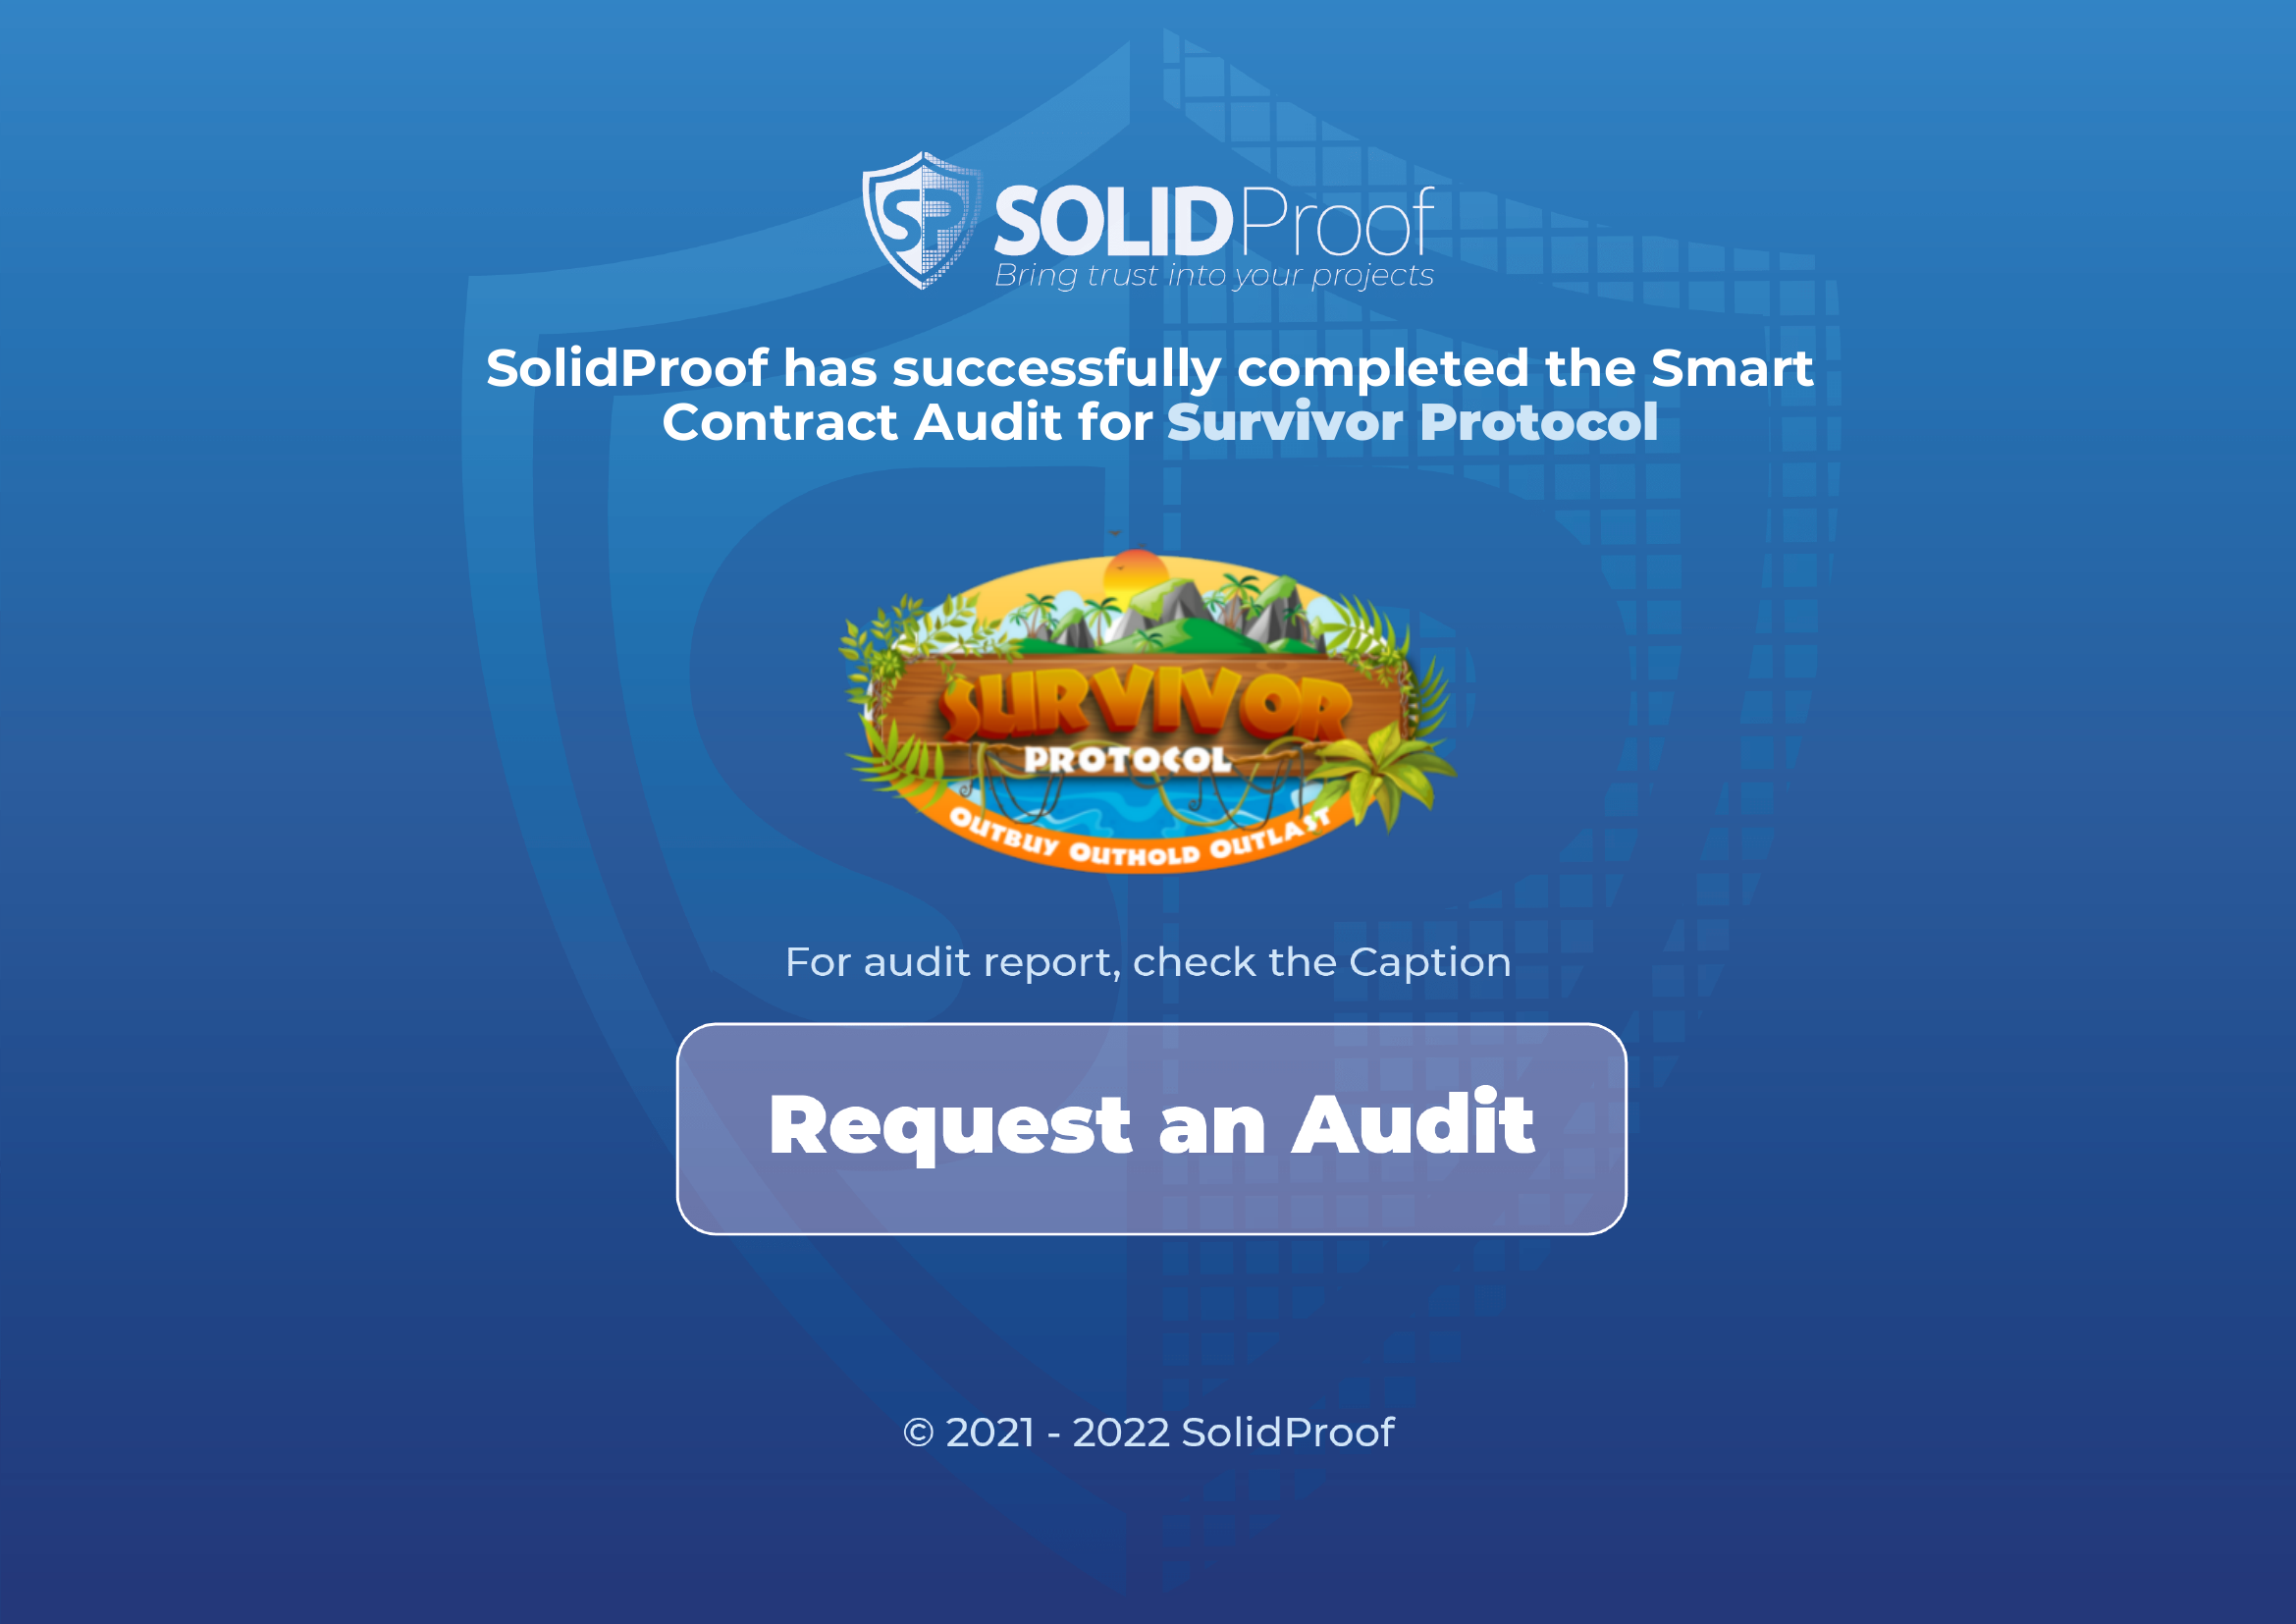 SP SOLIDProof
Bring trust into your projects
SolidProof has successfully completed the Smart
Contract Audit for Survivor Protocol
SURVIVOR
PROTOCOL
OUTBUY OUTHOLD OUTLAST
For audit report, check the Caption
Request an Audit
© 2021 - 2022 SolidProof